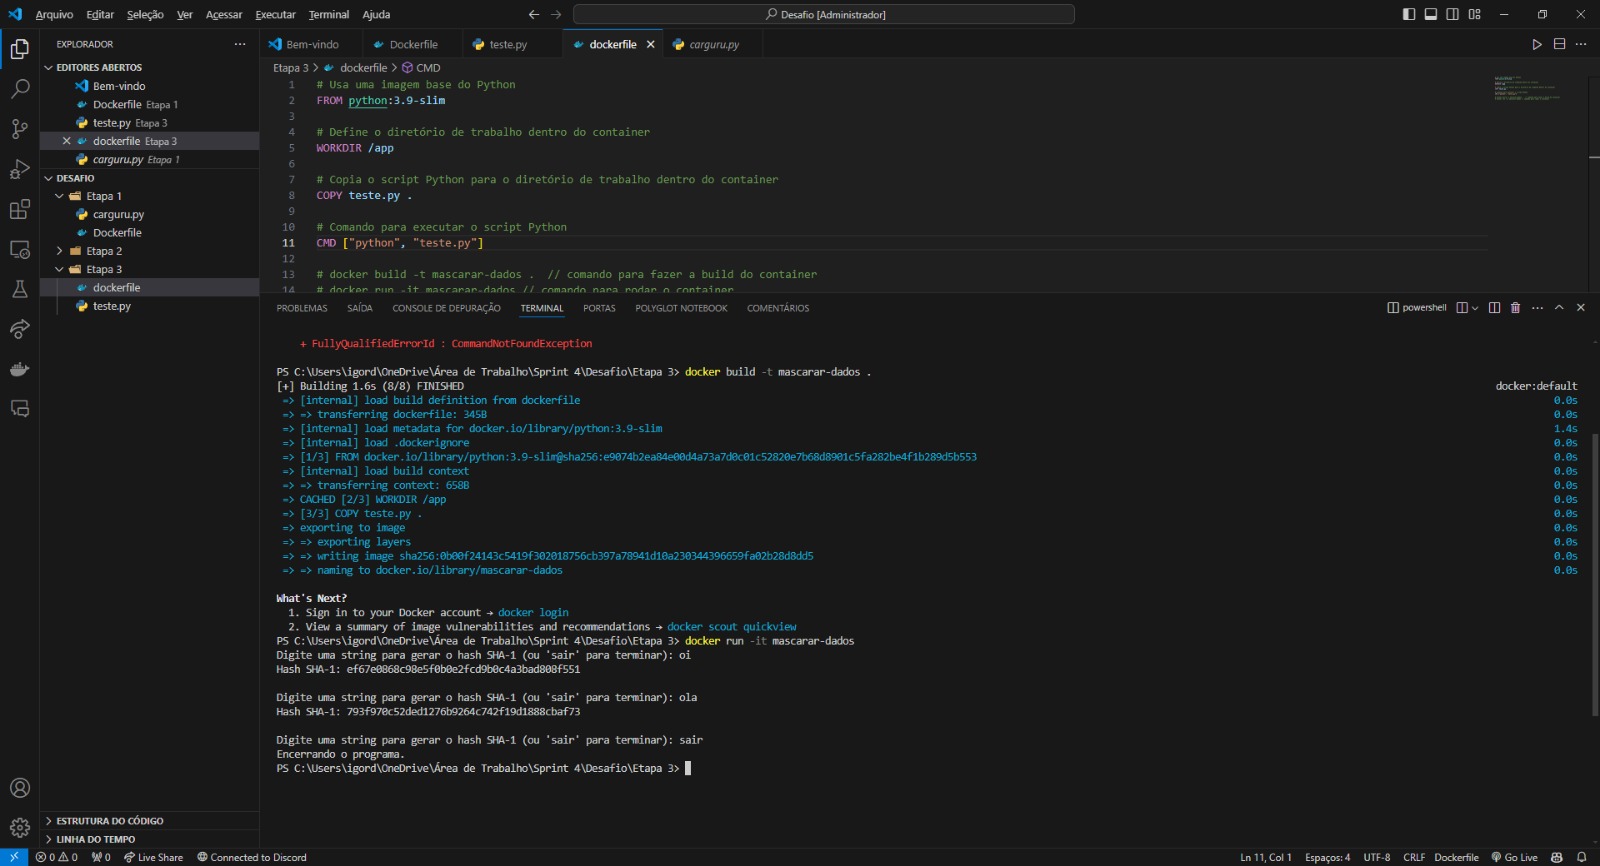 Arquivo Editar Seleção Ver Acessar Executar Terminal Ajuda
Desafio [Administrador]
EXPLORADOR
EDITORES ABERTOS
Bem-vindo
Dockerfile Etapa 1
teste.py Etapa 3
dockerfile Etapa 3
carguru.py Etapa 1
DESAFIO
Etapa 1
carguru.py
Dockerfile
Etapa 2
Etapa 3
dockerfile
teste.py
ESTRUTURA DO CÓDIGO
LINHA DO TEMPO
Bem-vindo Dockerfile teste.py dockerfile carguru.py
Etapa 3 > dockerfile > CMD
1 # Usa uma imagem base do Python
2 FROM python:3.9-slim
3
4 # Define o diretório de trabalho dentro do container
5 WORKDIR /app
6
7 # Copia o script Python para o diretório de trabalho dentro do container
8 COPY teste.py .
9
10 # Comando para executar o script Python
11 CMD ["python", "teste.py"]
12
13 # docker build -t mascarar-dados . // comando para fazer a build do container
14 # docker run -it mascarar-dados // comando para rodar o container
PROBLEMAS SAÍDA CONSOLE DE DEPURAÇÃO TERMINAL PORTAS POLYGLOT NOTEBOOK COMENTÁRIOS
powershell
+ FullyQualifiedErrorId : CommandNotFoundException
PS C:\Users\igord\OneDrive\Área de Trabalho\Sprint 4\Desafio\Etapa 3> docker build -t mascarar-dados .
[+] Building 1.6s (8/8) FINISHED docker:default
=> [internal] load build definition from dockerfile 0.0s
=> => transferring dockerfile: 345B 0.0s
=> [internal] load metadata for docker.io/library/python:3.9-slim 1.4s
=> [internal] load .dockerignore 0.0s
=> [1/3] FROM docker.io/library/python:3.9-slim@sha256:e9074b2ea84e00d4a73a7d0c01c52820e7b68d8901c5fa282be4f1b289d5b553 0.0s
=> [internal] load build context 0.0s
=> => transferring context: 658B 0.0s
=> CACHED [2/3] WORKDIR /app 0.0s
=> [3/3] COPY teste.py . 0.0s
=> exporting to image 0.0s
=> => exporting layers 0.0s
=> => writing image sha256:0b00f24143c5419f302018756cb397a78941d10a230344396659fa02b28d8dd5 0.0s
=> => naming to docker.io/library/mascarar-dados 0.0s
What's Next?
1. Sign in to your Docker account → docker login
2. View a summary of image vulnerabilities and recommendations → docker scout quickview
PS C:\Users\igord\OneDrive\Área de Trabalho\Sprint 4\Desafio\Etapa 3> docker run -it mascarar-dados
Digite uma string para gerar o hash SHA-1 (ou 'sair' para terminar): oi
Hash SHA-1: ef67e0868c98e5f0b0e2fcd9b0c4a3bad808f551
Digite uma string para gerar o hash SHA-1 (ou 'sair' para terminar): ola
Hash SHA-1: 793f970c52ded1276b9264c742f19d1888cbaf73
Digite uma string para gerar o hash SHA-1 (ou 'sair' para terminar): sair
Encerrando o programa.
PS C:\Users\igord\OneDrive\Área de Trabalho\Sprint 4\Desafio\Etapa 3>
0 0 0 Live Share Connected to Discord
Ln 11, Col 1 Espaços: 4 UTF-8 CRLF Dockerfile Go Live